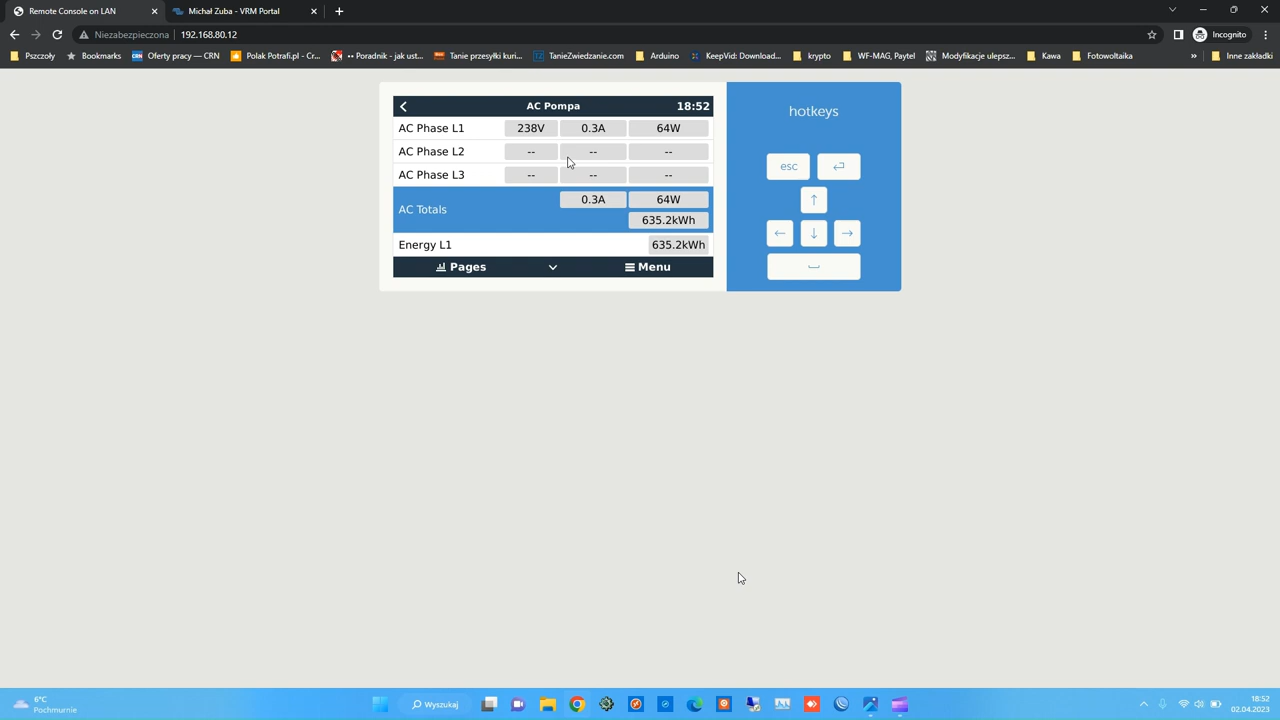 Remote Console on LAN
Michał Zuba - VRM Portal
Niezabezpieczona 192.168.80.12 Incognito
Pszczoły Bookmarks CRN Oferty pracy — CRN Polak Potrafi.pl - Cr... •• Poradnik - jak ust... Tanie przesyłki kuri... TanieZwiedzanie.com Arduino KeepVid: Download... krypto WF-MAG, Paytel Modyfikacje ulepsz... Kawa Fotowoltaika » Inne zakładki
AC Pompa 18:52
AC Phase L1 238V 0.3A 64W
AC Phase L2 -- -- --
AC Phase L3 -- -- --
AC Totals 0.3A 64W
635.2kWh
Energy L1 635.2kWh
Pages Menu
hotkeys
esc
6°C
Pochmurnie
Wyszukaj
18:52
02.04.2023